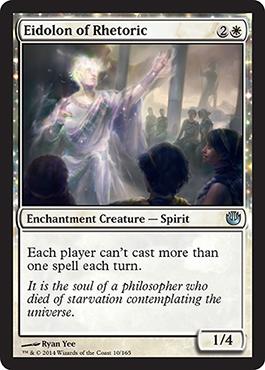 Eidolon of Rhetoric 2
Enchantment Creature — Spirit
Each player can't cast more than
one spell each turn.
It is the soul of a philosopher who
died of starvation contemplating the
universe.
Ryan Yee
™ & © 2014 Wizards of the Coast 10/165
1/4